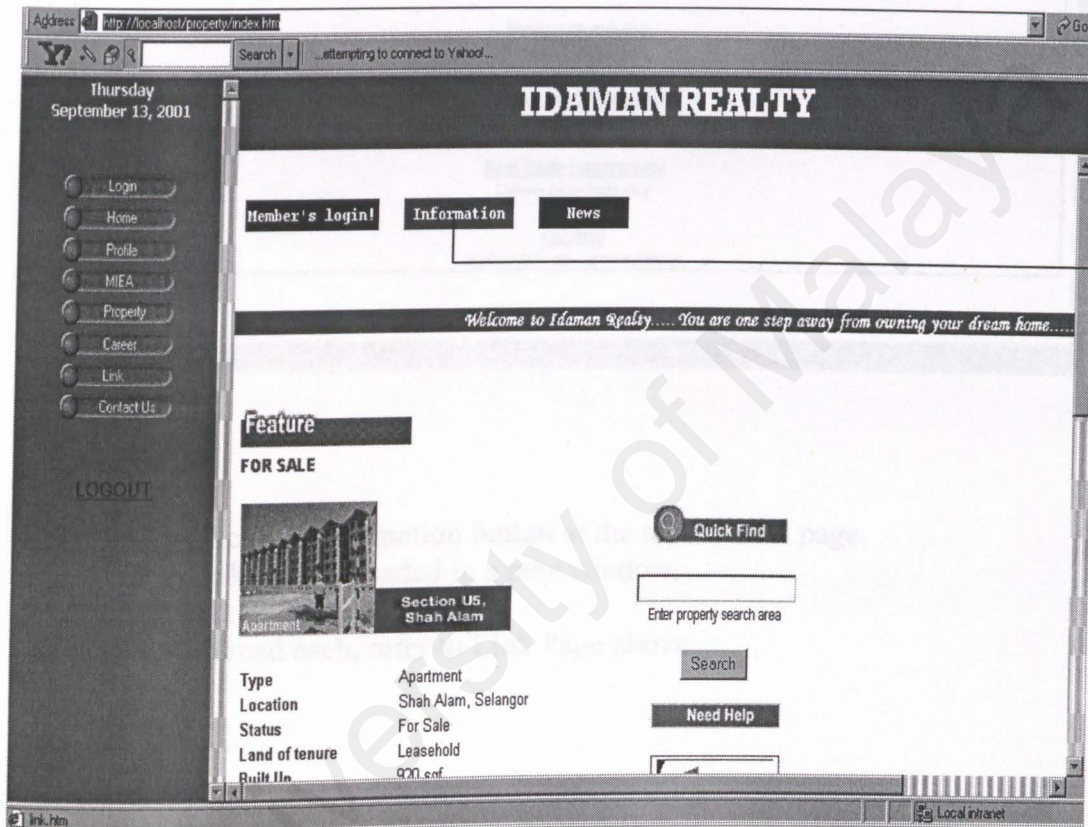 Address http://localhost/property/index.htm Go
Y? Search ...attempting to connect to Yahoo!...
Thursday
September 13, 2001
Login
Home
Profile
MIEA
Property
Career
Link
Contact Us
LOGOUT
IDAMAN REALTY
Member's login! Information News
Welcome to Idaman Realty.....You are one step away from owning your dream home.....
Feature
FOR SALE
Apartment
Section U5,
Shah Alam
Type Apartment
Location Shah Alam, Selangor
Status For Sale
Land of tenure Leasehold
Built Up 920 sqf
Quick Find
Enter property search area
Search
Need Help
link.htm Local intranet
University of Malaya